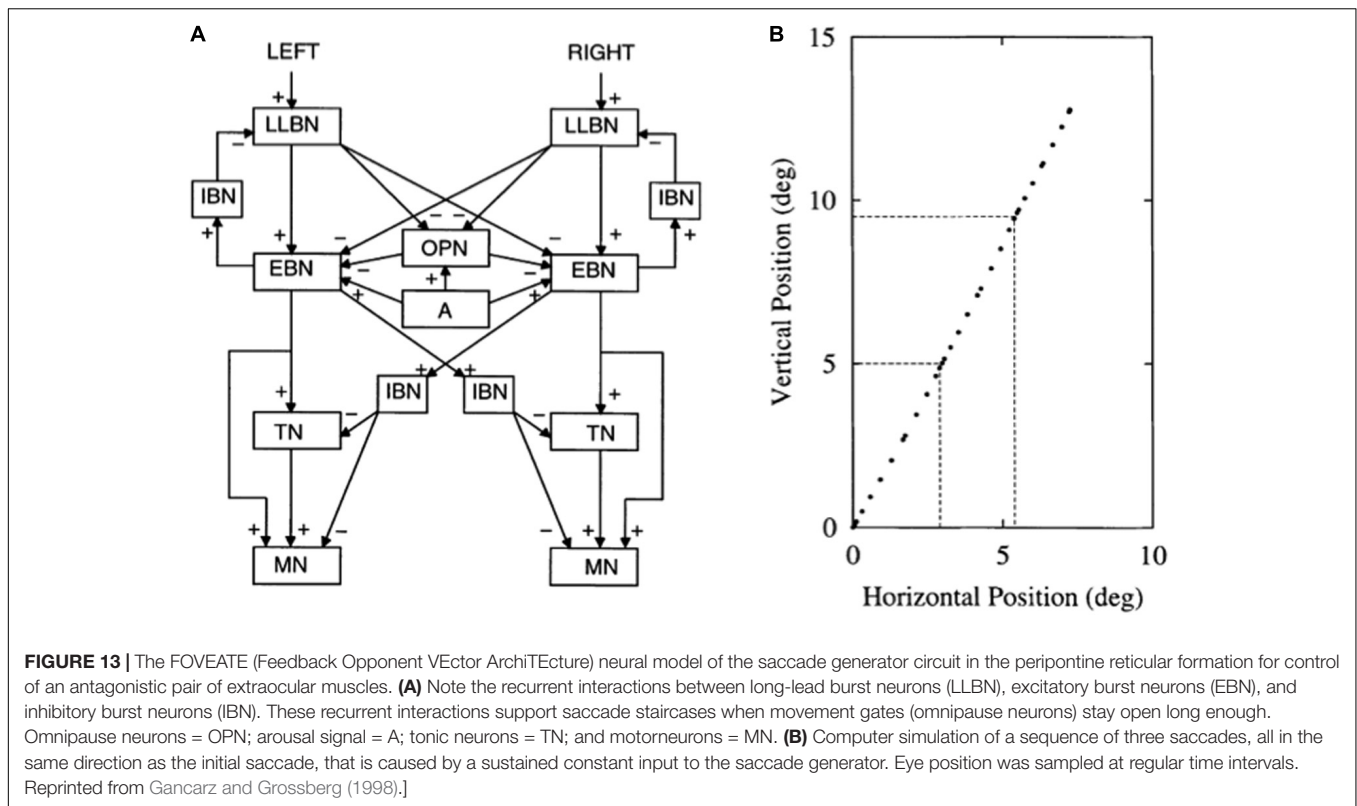 A
LEFT
RIGHT
+
+
LLBN
LLBN
−
−
IBN
IBN
− −
+
+
+
−
−
+
OPN
EBN
EBN
−
−
+
+
+
+
+
A
+
+
IBN
IBN
+
+
−
−
TN
TN
+
+
−
−
+
+
MN
MN
B
15
10
5
0
Vertical Position (deg)
0
5
10
Horizontal Position (deg)
FIGURE 13 | The FOVEATE (Feedback Opponent VEctor ArchiTEcture) neural model of the saccade generator circuit in the peripontine reticular formation for control
of an antagonistic pair of extraocular muscles. (A) Note the recurrent interactions between long-lead burst neurons (LLBN), excitatory burst neurons (EBN), and
inhibitory burst neurons (IBN). These recurrent interactions support saccade staircases when movement gates (omnipause neurons) stay open long enough.
Omnipause neurons = OPN; arousal signal = A; tonic neurons = TN; and motorneurons = MN. (B) Computer simulation of a sequence of three saccades, all in the
same direction as the initial saccade, that is caused by a sustained constant input to the saccade generator. Eye position was sampled at regular time intervals.
Reprinted from Gancarz and Grossberg (1998).]